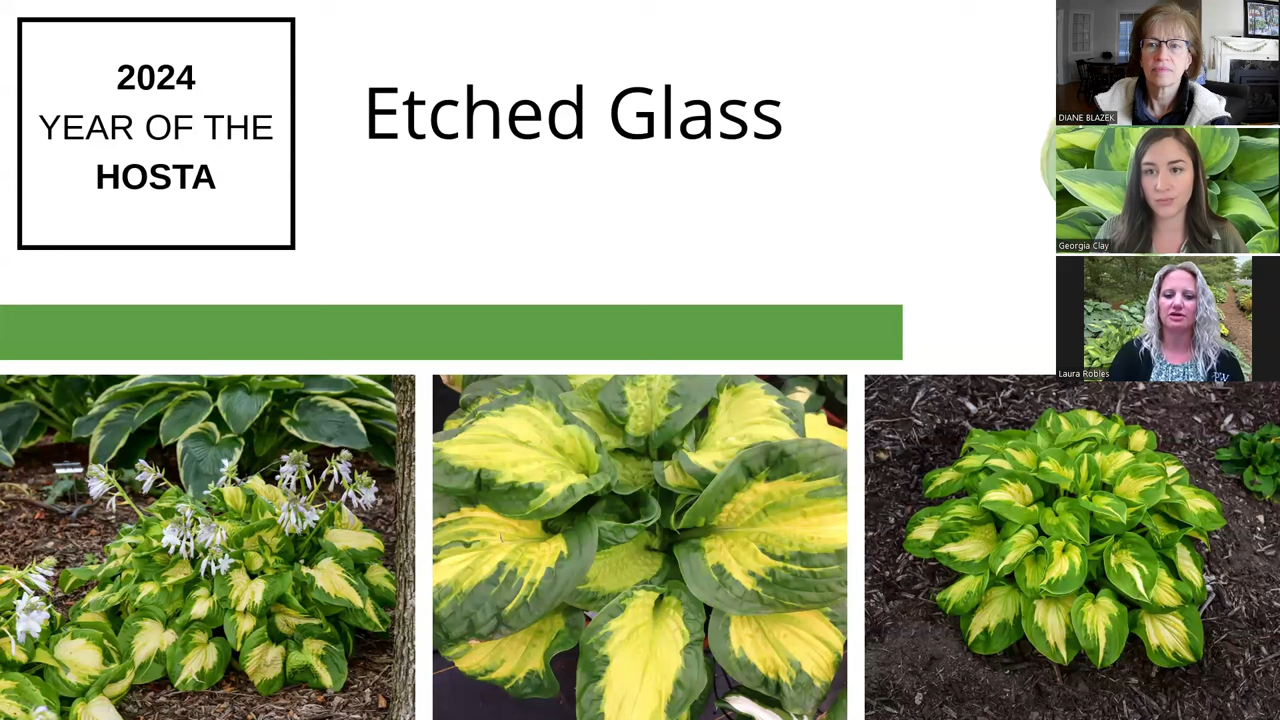 2024
YEAR OF THE
HOSTA
Etched Glass
DIANE BLAZEK
Georgia Clay
Laura Robles